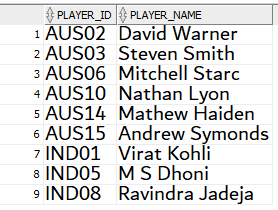 PLAYER_ID PLAYER_NAME
1 AUS02 David Warner
2 AUS03 Steven Smith
3 AUS06 Mitchell Starc
4 AUS10 Nathan Lyon
5 AUS14 Mathew Haiden
6 AUS15 Andrew Symonds
7 IND01 Virat Kohli
8 IND05 M S Dhoni
9 IND08 Ravindra Jadeja